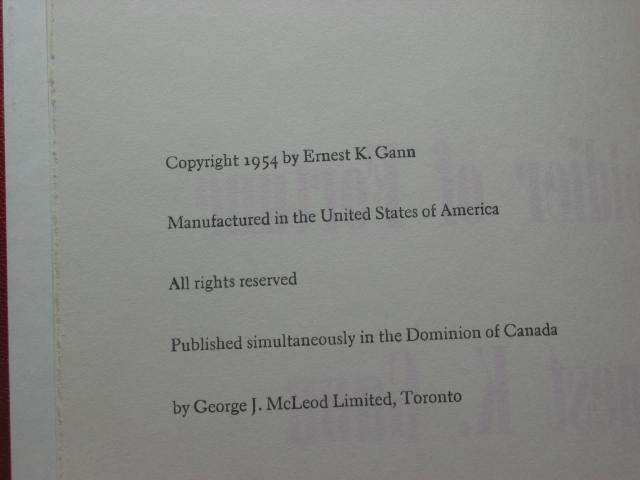 Copyright 1954 by Ernest K. Gann
Manufactured in the United States of America
All rights reserved
Published simultaneously in the Dominion of Canada
by George J. McLeod Limited, Toronto